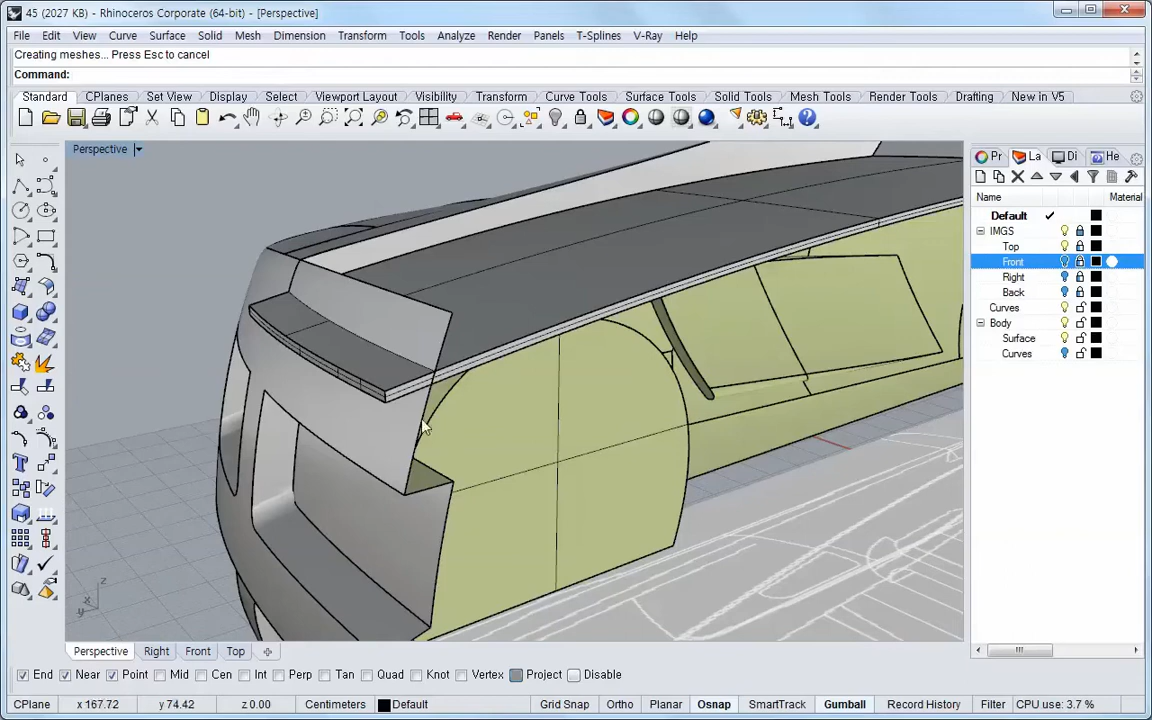 45 (2027 KB) - Rhinoceros Corporate (64-bit) - [Perspective]
File Edit View Curve Surface Solid Mesh Dimension Transform Tools Analyze Render Panels T-Splines V-Ray Help
Creating meshes... Press Esc to cancel
Command:
Standard CPlanes Set View Display Select Viewport Layout Visibility Transform Curve Tools Surface Tools Solid Tools Mesh Tools Render Tools Drafting New in V5
Perspective
Pr La Di He
Name Material
Default
IMGS
Top
Front
Right
Back
Curves
Body
Surface
Curves
z
x
y
Perspective Right Front Top
End Near Point Mid Cen Int Perp Tan Quad Knot Vertex Project Disable
CPlane x 167.72 y 74.42 z 0.00 Centimeters Default Grid Snap Ortho Planar Osnap SmartTrack Gumball Record History Filter CPU use: 3.7 %